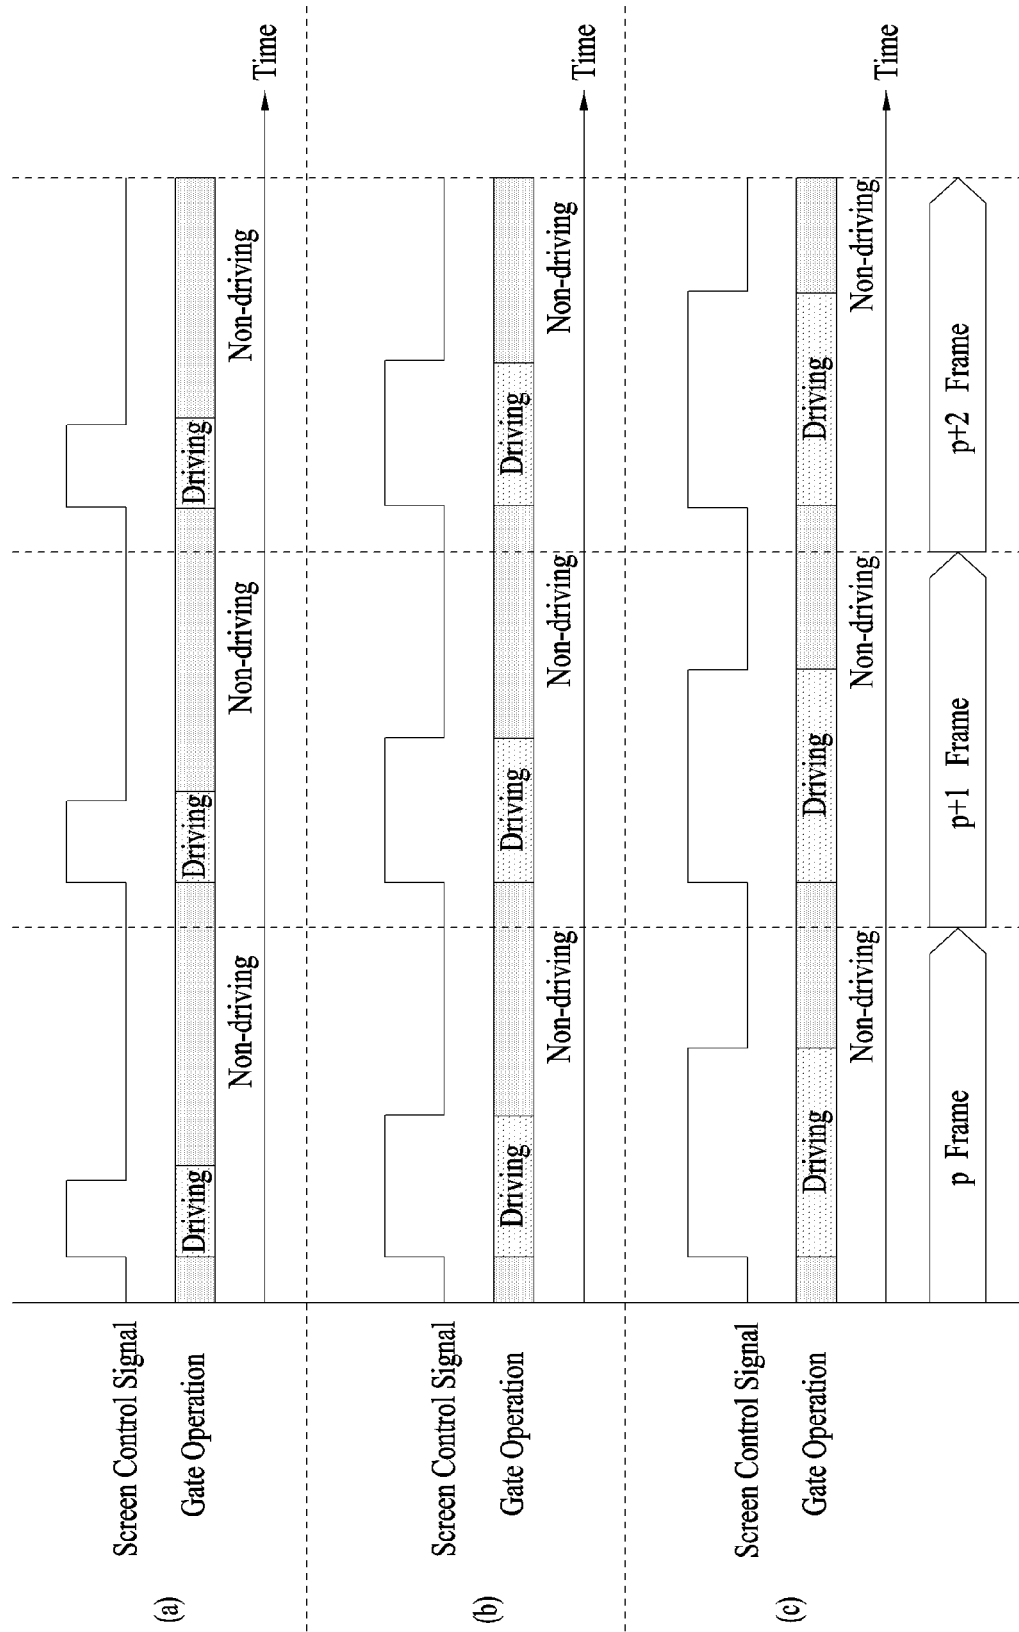 (a)
Screen Control Signal
Gate Operation
Driving
Driving
Driving
Non-driving
Non-driving
Non-driving
Time
(b)
Screen Control Signal
Gate Operation
Driving
Driving
Driving
Non-driving
Non-driving
Non-driving
Time
(c)
Screen Control Signal
Gate Operation
Driving
Driving
Driving
Non-driving
Non-driving
Non-driving
Time
p Frame
p+1 Frame
p+2 Frame